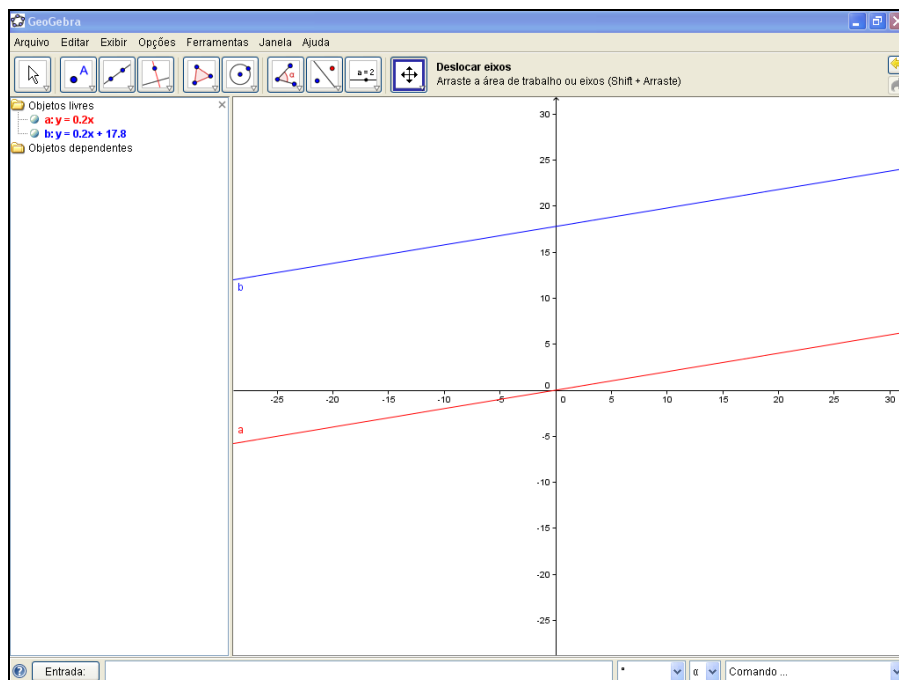 GeoGebra
Arquivo Editar Exibir Opções Ferramentas Janela Ajuda
A
α
a = 2
Deslocar eixos
Arraste a área de trabalho ou eixos (Shift + Arraste)
Objetos livres
a: y = 0.2x
b: y = 0.2x + 17.8
Objetos dependentes
30
25
20
15
10
5
0
-25 -20 -15 -10 -5 0 5 10 15 20 25 30
-5
-10
-15
-20
-25
b
a
Entrada:
α
Comando ...